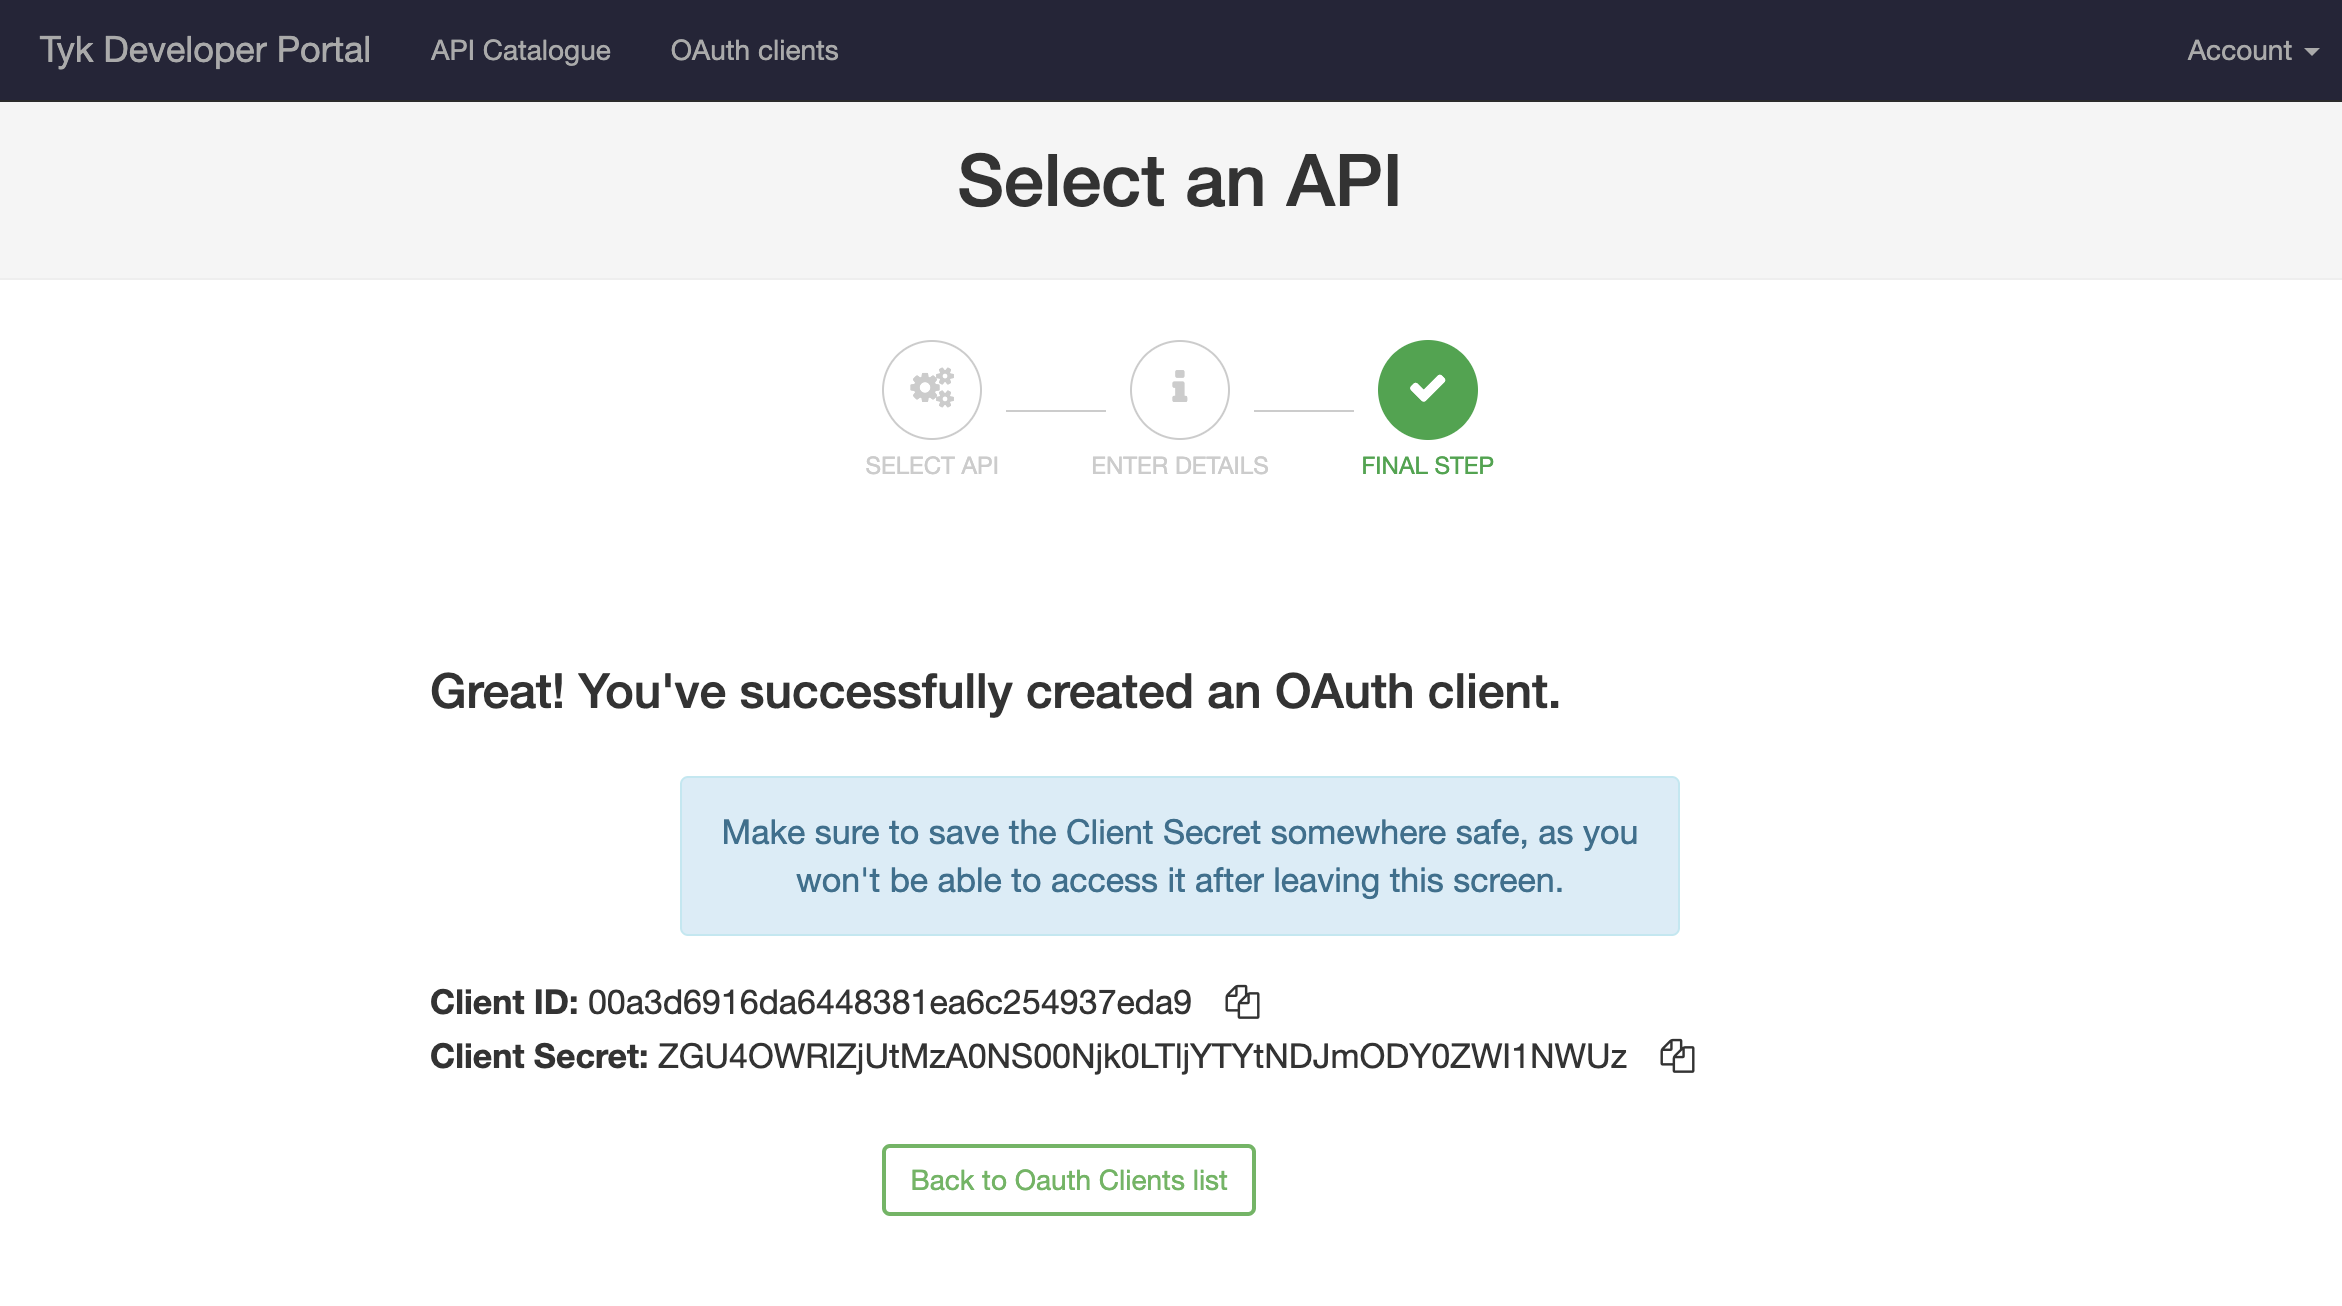 Tyk Developer Portal API Catalogue OAuth clients Account
Select an API
SELECT API ENTER DETAILS FINAL STEP
Great! You've successfully created an OAuth client.
Make sure to save the Client Secret somewhere safe, as you
won't be able to access it after leaving this screen.
Client ID: 00a3d6916da6448381ea6c254937eda9
Client Secret: ZGU4OWRlZjUtMzA0NS00Njk0LTljYTYtNDJmODY0ZWI1NWUz
Back to Oauth Clients list